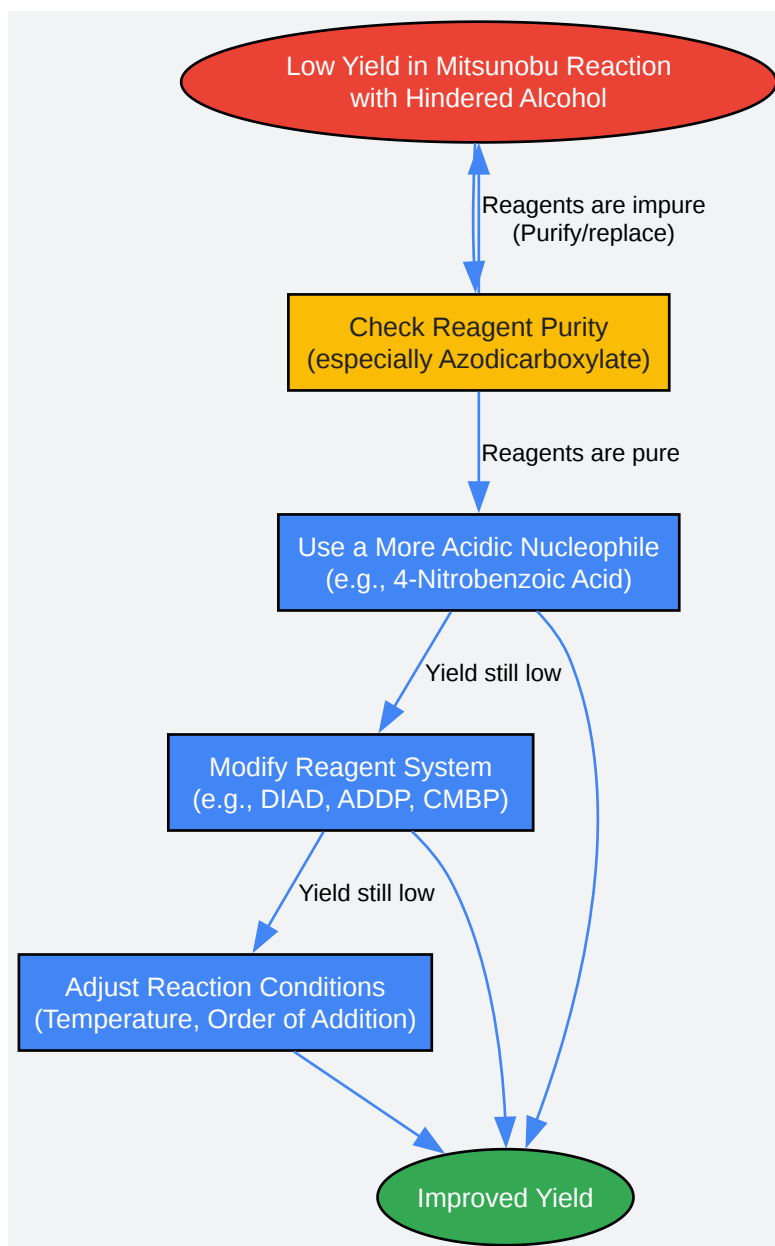 Low Yield in Mitsunobu Reaction
with Hindered Alcohol
Reagents are impure
(Purify/replace)
Check Reagent Purity
(especially Azodicarboxylate)
Reagents are pure
Use a More Acidic Nucleophile
(e.g., 4-Nitrobenzoic Acid)
Yield still low
Modify Reagent System
(e.g., DIAD, ADDP, CMBP)
Yield still low
Adjust Reaction Conditions
(Temperature, Order of Addition)
Improved Yield